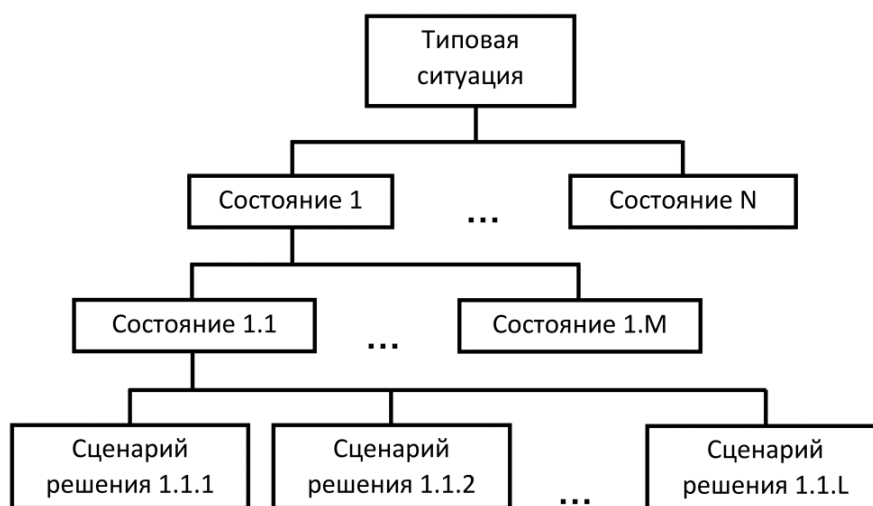 Типовая
ситуация
Состояние 1
...
Состояние N
Состояние 1.1
...
Состояние 1.M
Сценарий
решения 1.1.1
Сценарий
решения 1.1.2
...
Сценарий
решения 1.1.L